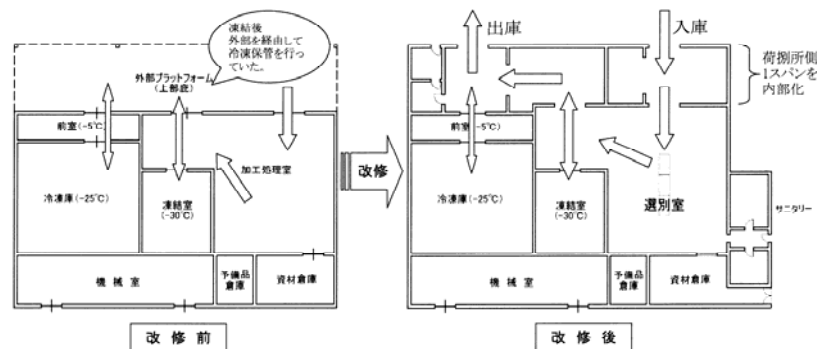 凍結後
外部を経由して
冷凍保管を行っ
ていた。
外部プラットフォーム
(上部庇)
前室(-5℃)
加工処理室
冷凍庫(-25℃)
凍結室
(-30℃)
機械室
予備品
倉庫
資材倉庫
改修前
改修
出庫
入庫
荷捌所側
1スパンを
内部化
前室(-5℃)
冷凍庫(-25℃)
凍結室
(-30℃)
選別室
サニタリー
機械室
予備品
倉庫
資材倉庫
改修後